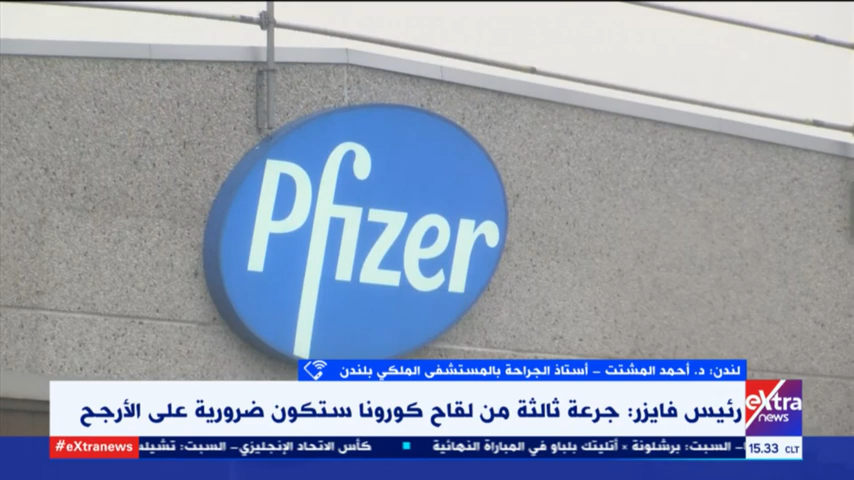 Pfizer
لندن: د. أحمد المشتت – أستاذ الجراحة بالمستشفى الملكي بلندن
رئيس فايزر: جرعة ثالثة من لقاح كورونا ستكون ضرورية على الأرجح
eXtra news
السبت: برشلونة × أتليتك بلباو في المباراة النهائية ■ كأس الاتحاد الإنجليزي- السبت:
#eXtranews
15.33 CLT